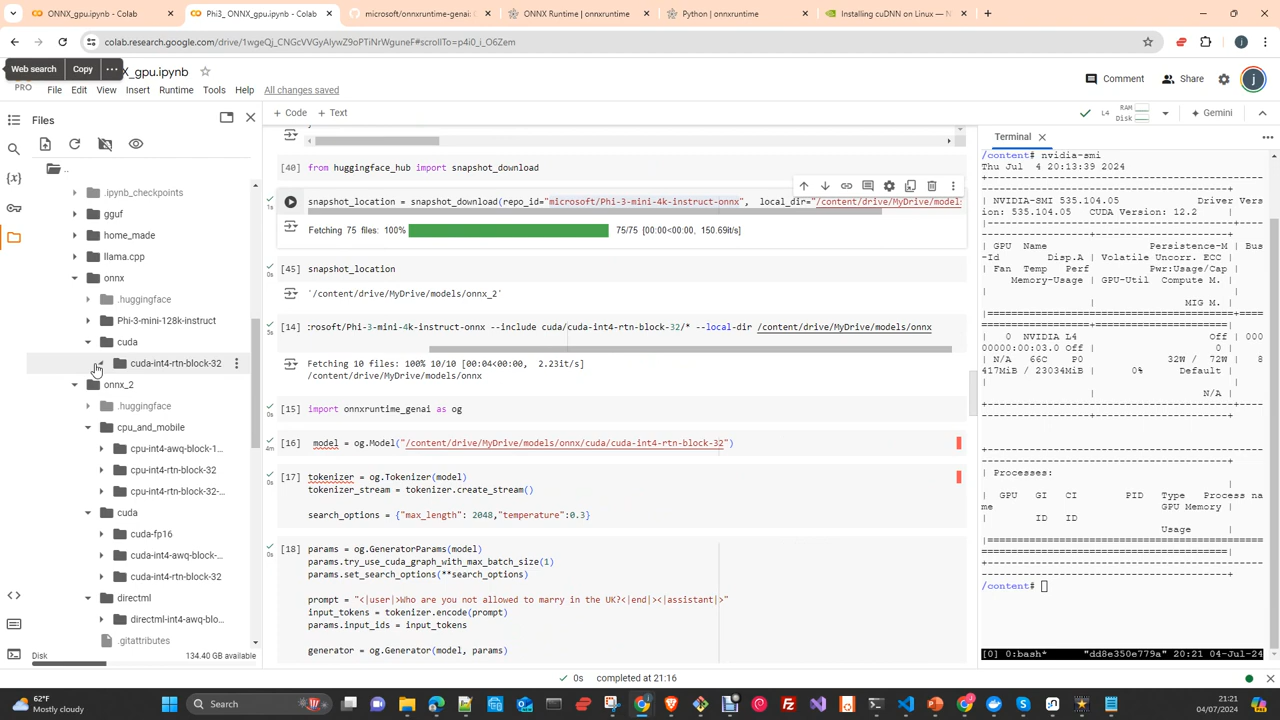 ONNX_gpu.ipynb - Colab
Phi3_ ONNX_gpu.ipynb - Colab
microsoft/onnxruntime-genai:
ONNX Runtime | onnxruntime
Python | onnxruntime
Installing cuDNN on Linux — N
colab.research.google.com/drive/1wgeQj_CNGcVVGyAlywZ9oPTiNrWguneF#scrollTo=p4i0_i_O6Zem
Web search
Copy
X_gpu.ipynb
PRO
File Edit View Insert Runtime Tools Help All changes saved
Comment
Share
Files
+ Code + Text
L4
RAM
Disk
Gemini
..
.ipynb_checkpoints
gguf
home_made
llama.cpp
onnx
.huggingface
Phi-3-mini-128k-instruct
cuda
cuda-int4-rtn-block-32
onnx_2
.huggingface
cpu_and_mobile
cpu-int4-awq-block-1...
cpu-int4-rtn-block-32
cpu-int4-rtn-block-32-...
cuda
cuda-fp16
cuda-int4-awq-block-...
cuda-int4-rtn-block-32
directml
directml-int4-awq-blo...
.gitattributes
Disk
134.40 GB available
[40] from huggingface_hub import snapshot_download
1s
snapshot_location = snapshot_download(repo_id="microsoft/Phi-3-mini-4k-instruct-onnx", local_dir="/content/drive/MyDrive/models
Fetching 75 files: 100%
75/75 [00:00<00:00, 150.69it/s]
[45] snapshot_location
0s
'/content/drive/MyDrive/models/onnx_2'
[14] :rosoft/Phi-3-mini-4k-instruct-onnx --include cuda/cuda-int4-rtn-block-32/* --local-dir /content/drive/MyDrive/models/onnx
5s
Fetching 10 files: 100% 10/10 [00:04<00:00, 2.23it/s]
/content/drive/MyDrive/models/onnx
[15] import onnxruntime_genai as og
0s
[16] model = og.Model("/content/drive/MyDrive/models/onnx/cuda/cuda-int4-rtn-block-32")
4m
[17] tokenizer = og.Tokenizer(model)
0s
tokenizer_stream = tokenizer.create_stream()
search_options = {"max_length": 2048,"temperature":0.3}
[18] params = og.GeneratorParams(model)
0s
params.try_use_cuda_graph_with_max_batch_size(1)
params.set_search_options(**search_options)
prompt = "<|user|>Who are you not allowed to marry in the UK?<|end|><|assistant|>"
input_tokens = tokenizer.encode(prompt)
params.input_ids = input_tokens
generator = og.Generator(model, params)
0s completed at 21:16
Terminal
/content# nvidia-smi
Thu Jul 4 20:13:39 2024
| NVIDIA-SMI 535.104.05 Driver Vers
ion: 535.104.05 CUDA Version: 12.2 |
| GPU Name Persistence-M | Bus
-Id Disp.A | Volatile Uncorr. ECC |
| Fan Temp Perf Pwr:Usage/Cap |
Memory-Usage | GPU-Util Compute M. |
| MIG M. |
| 0 NVIDIA L4 Off | 000
00000:00:03.0 Off | 0 |
| N/A 66C P0 32W / 72W | 8
417MiB / 23034MiB | 0% Default |
| N/A |
| Processes: |
| GPU GI CI PID Type Process na
me GPU Memory |
| ID ID
Usage |
/content#
[0] 0:bash* "dd8e350e779a" 20:21 04-Jul-24
62°F
Mostly cloudy
Search
21:21
04/07/2024